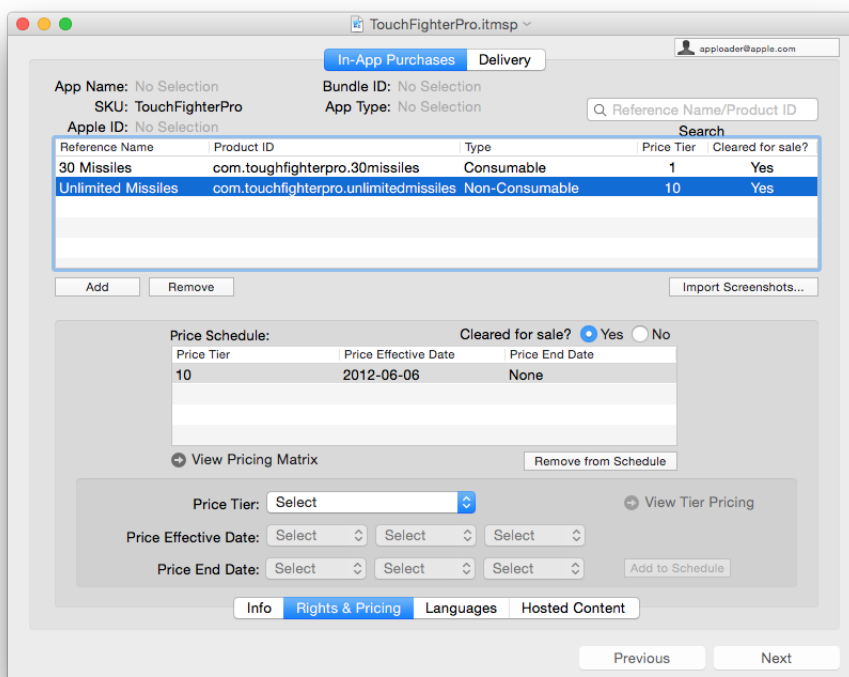 TouchFighterPro.itmsp
apploader@apple.com
In-App Purchases Delivery
App Name: No Selection Bundle ID: No Selection
SKU: TouchFighterPro App Type: No Selection
Reference Name/Product ID
Apple ID: No Selection
Search
Reference Name Product ID Type Price Tier Cleared for sale?
30 Missiles com.toughfighterpro.30missiles Consumable 1 Yes
Unlimited Missiles com.touchfighterpro.unlimitedmissiles Non-Consumable 10 Yes
Add Remove Import Screenshots...
Price Schedule: Cleared for sale? Yes No
Price Tier Price Effective Date Price End Date
10 2012-06-06 None
View Pricing Matrix Remove from Schedule
Price Tier: Select View Tier Pricing
Price Effective Date: Select Select Select
Price End Date: Select Select Select Add to Schedule
Info Rights & Pricing Languages Hosted Content
Previous Next